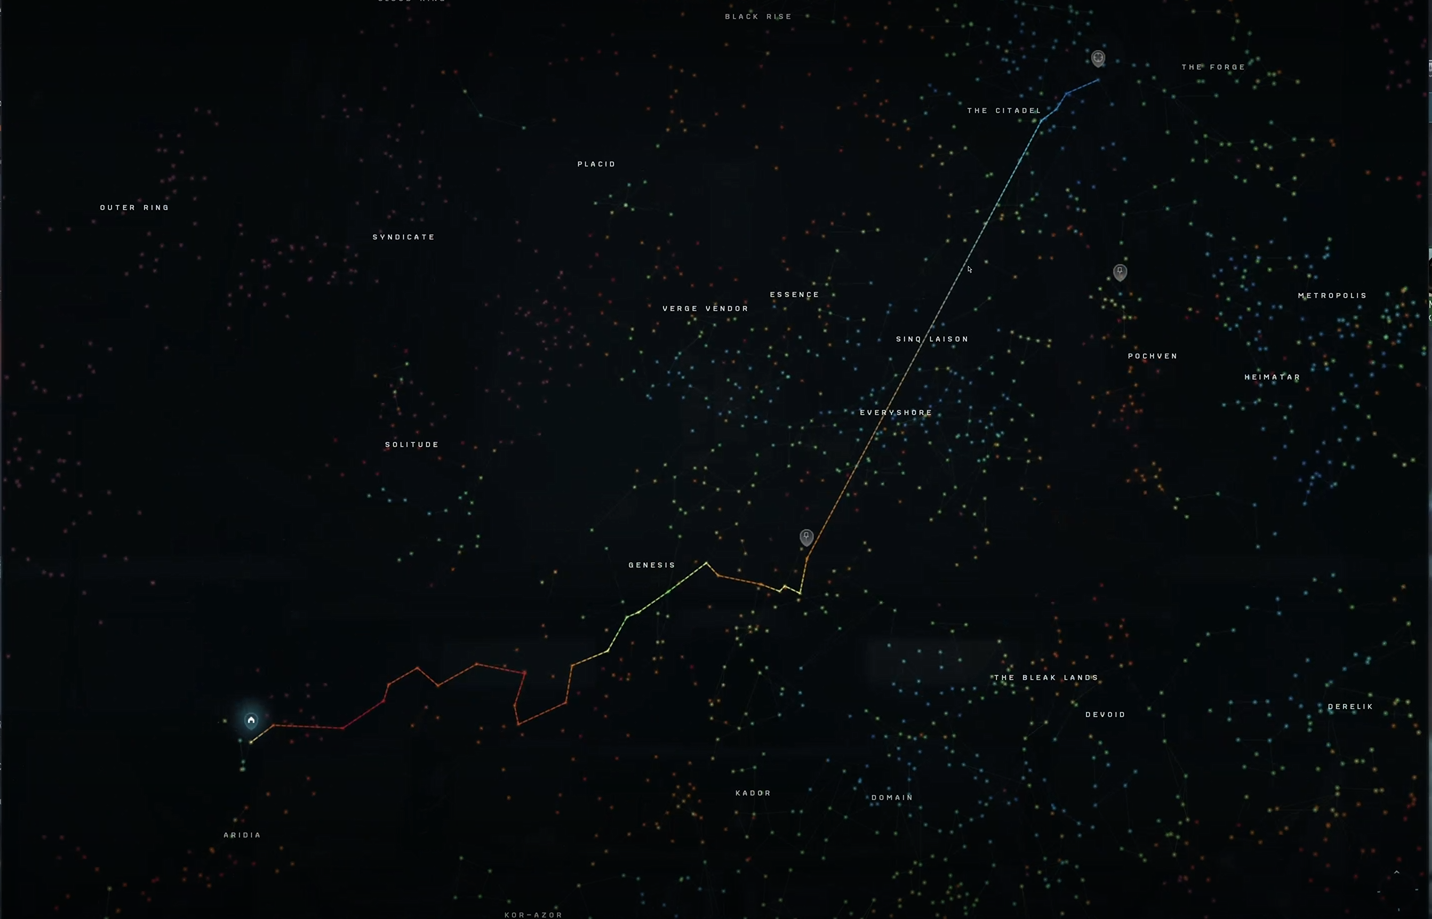 BLACK RISE
THE FORGE
THE CITADEL
PLACID
OUTER RING
SYNDICATE
ESSENCE
METROPOLIS
VERGE VENDOR
SINQ LAISON
POCHVEN
HEIMATAR
EVERYSHORE
SOLITUDE
GENESIS
THE BLEAK LANDS
DERELIK
DEVOID
KADOR
DOMAIN
ARIDIA
KOR-AZOR